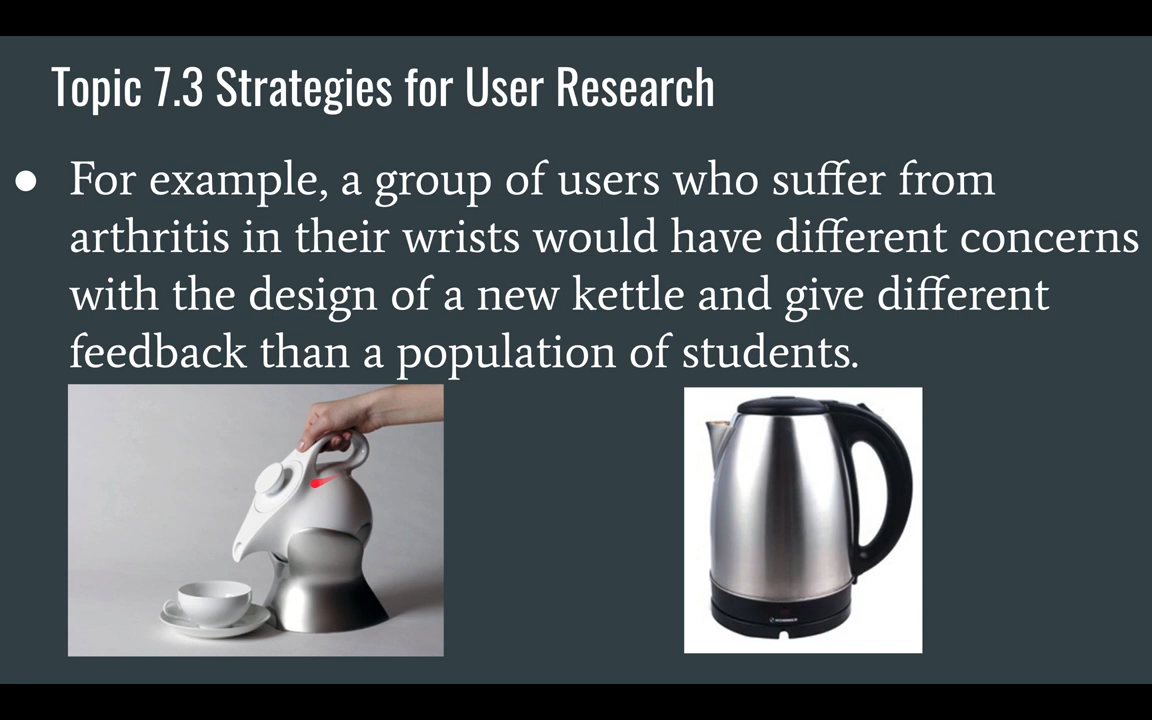 Topic 7.3 Strategies for User Research
● For example, a group of users who suffer from
arthritis in their wrists would have different concerns
with the design of a new kettle and give different
feedback than a population of students.